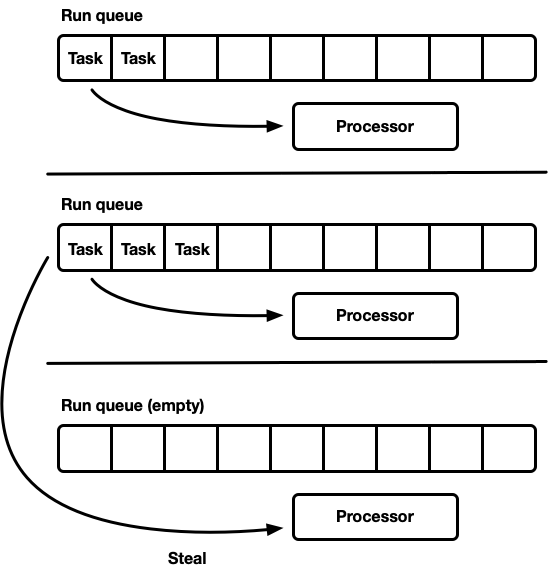 Run queue
Task Task
Processor
Run queue
Task Task Task
Processor
Run queue (empty)
Processor
Steal